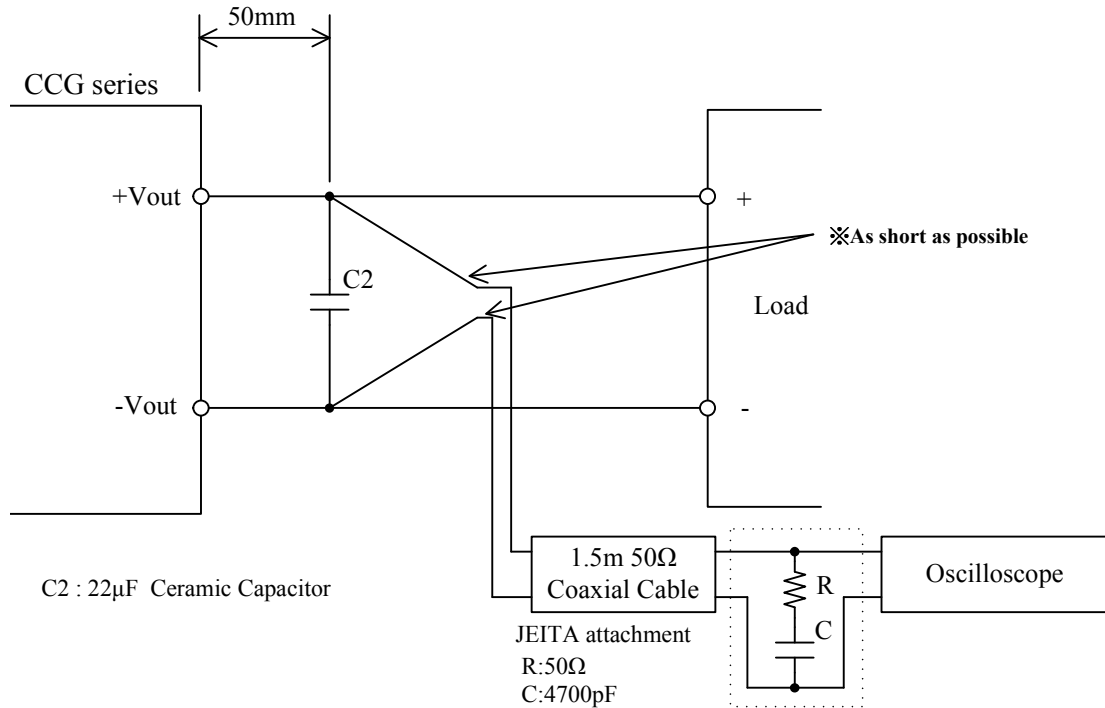 50mm
CCG series
+Vout
+
※As short as possible
C2
Load
-Vout
-
1.5m 50Ω
Coaxial Cable
Oscilloscope
R
C
C2 : 22μF Ceramic Capacitor
JEITA attachment
R:50Ω
C:4700pF